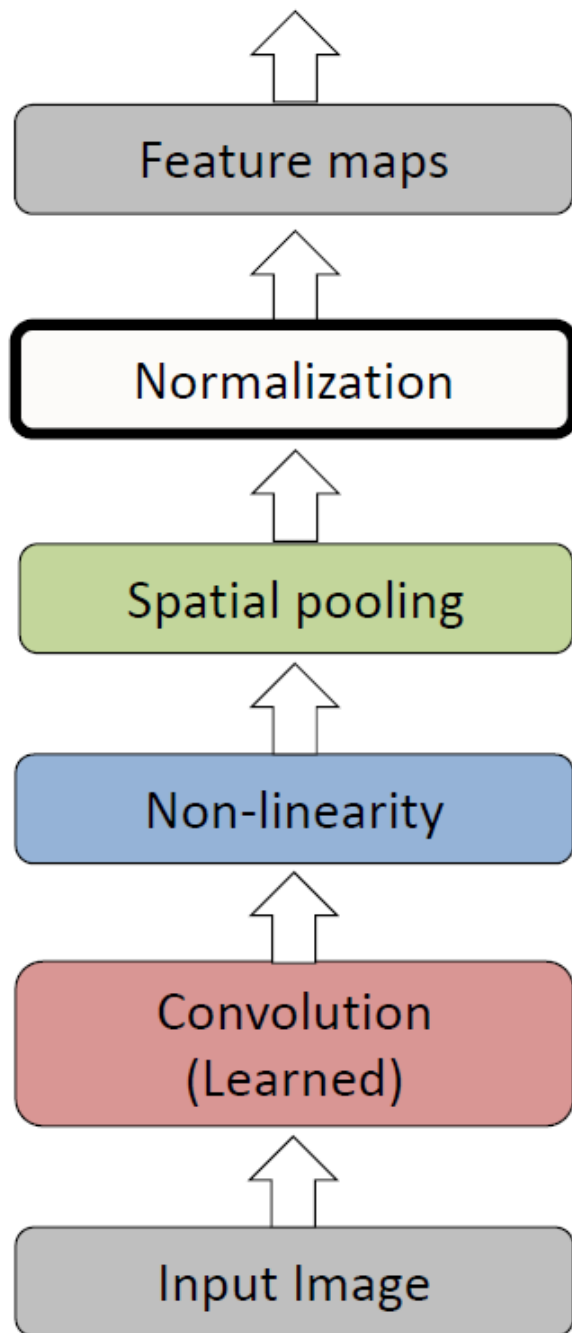 Feature maps
Normalization
Spatial pooling
Non-linearity
Convolution
(Learned)
Input Image